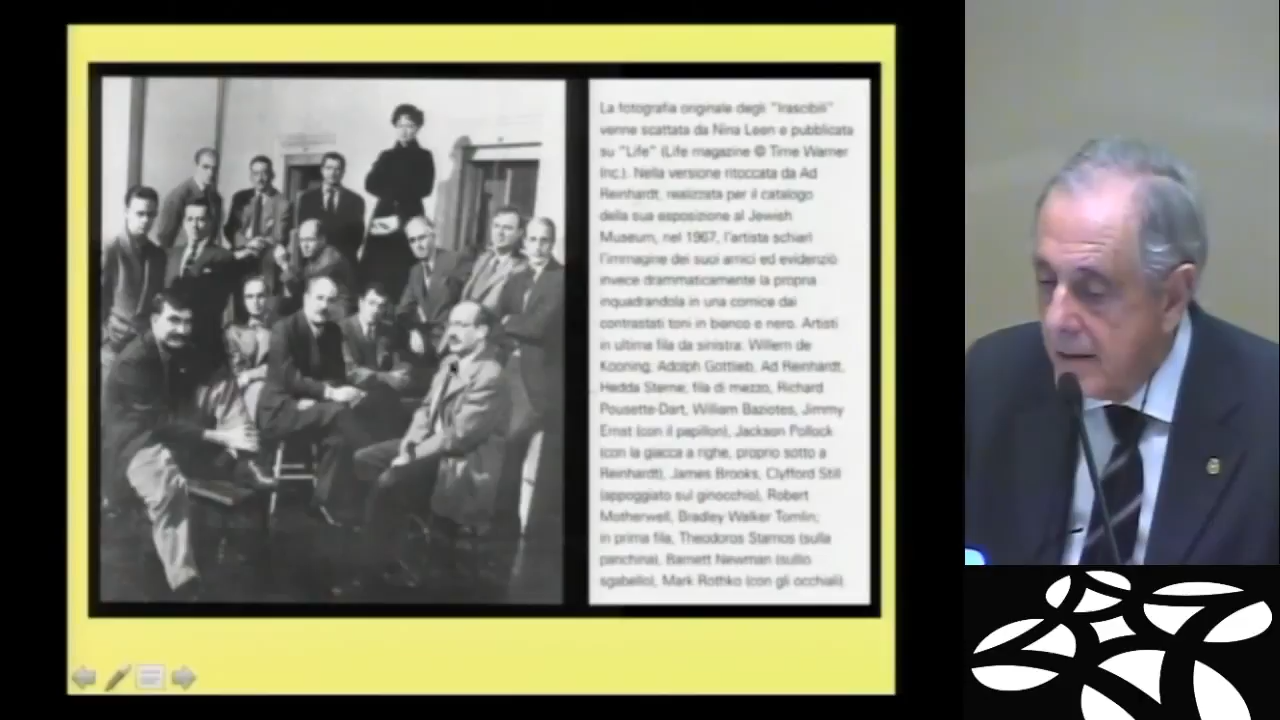 La fotografia originale degli "Irascibili"
venne scattata da Nina Leen e pubblicata
su "Life" (Life magazine © Time Warner
Inc.). Nella versione ritoccata da Ad
Reinhardt, realizzata per il catalogo
della sua esposizione al Jewish
Museum, nel 1967, l'artista schiarì
l'immagine dei suoi amici ed evidenziò
invece drammaticamente la propria
inquadrandola in una cornice dai
contrastati toni in bianco e nero. Artisti
in ultima fila da sinistra: Willem de
Kooning, Adolph Gottlieb, Ad Reinhardt,
Hedda Sterne; fila di mezzo, Richard
Pousette-Dart, William Baziotes, Jimmy
Ernst (con il papillon), Jackson Pollock
(con la giacca a righe, proprio sotto a
Reinhardt), James Brooks, Clyfford Still
(appoggiato sul ginocchio), Robert
Motherwell, Bradley Walker Tomlin;
in prima fila, Theodoros Stamos (sulla
panchina), Barnett Newman (sullo
sgabello), Mark Rothko (con gli occhiali)